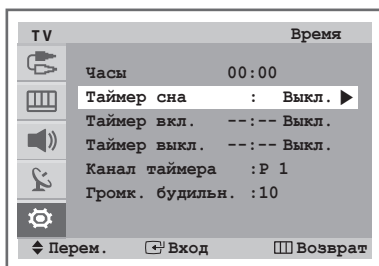 TV Время
Часы 00:00
Таймер сна : Выкл.
Таймер вкл. --:-- Выкл.
Таймер выкл. --:-- Выкл.
Канал таймера :P 1
Громк. будильн. :10
Перем. Вход Возврат